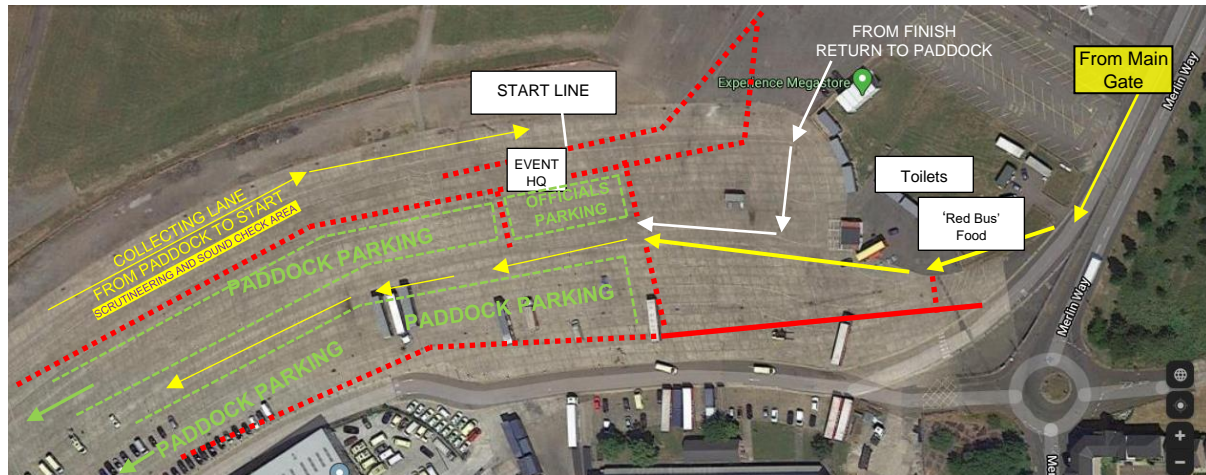 FROM FINISH
RETURN TO PADDOCK
From Main
Gate
Merlin Way
Experience Megastore
START LINE
EVENT
HQ
Toilets
'Red Bus'
Food
OFFICIALS
PARKING
COLLECTING LANE
FROM PADDOCK TO START
SCRUTINEERING AND SOUND CHECK AREA
PADDOCK PARKING
PADDOCK PARKING
PADDOCK PARKING
Merlin Way